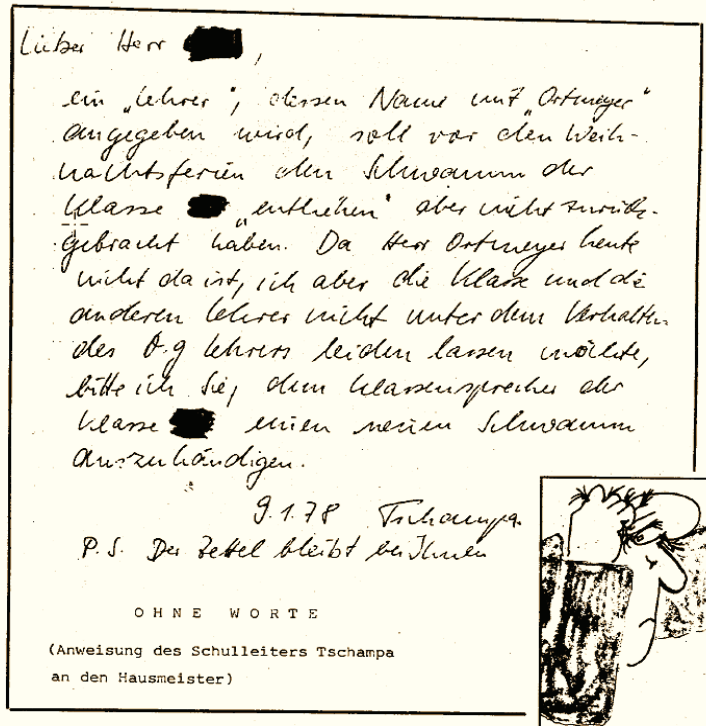 Lieber Herr
ein „Lehrer", dessen Name mit „Ortmeyer"
angegeben wird, soll vor den Weih-
nachtsferien den Schwamm der
Klasse „entliehen" aber nicht zurück-
gebracht haben. Da Herr Ortmeyer heute
nicht da ist, ich aber die Klasse und die
anderen Lehrer nicht unter dem Verhalten
des O.g Lehrers leiden lassen möchte,
bitte ich Sie, dem Klassensprecher der
Klasse einen neuen Schwamm
auszuhändigen.
9.1.78 Tschampa
P.S. Der Zettel bleibt bei Ihnen
OHNE WORTE
(Anweisung des Schulleiters Tschampa
an den Hausmeister)